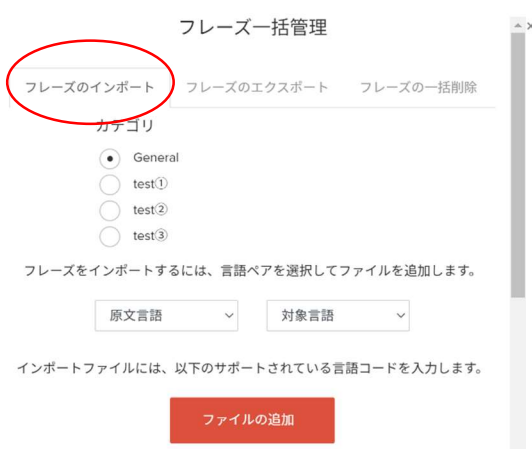 フレーズ一括管理
フレーズのインポート フレーズのエクスポート フレーズの一括削除
カテゴリ
General
test①
test②
test③
フレーズをインポートするには、言語ペアを選択してファイルを追加します。
原文言語 対象言語
インポートファイルには、以下のサポートされている言語コードを入力します。
ファイルの追加